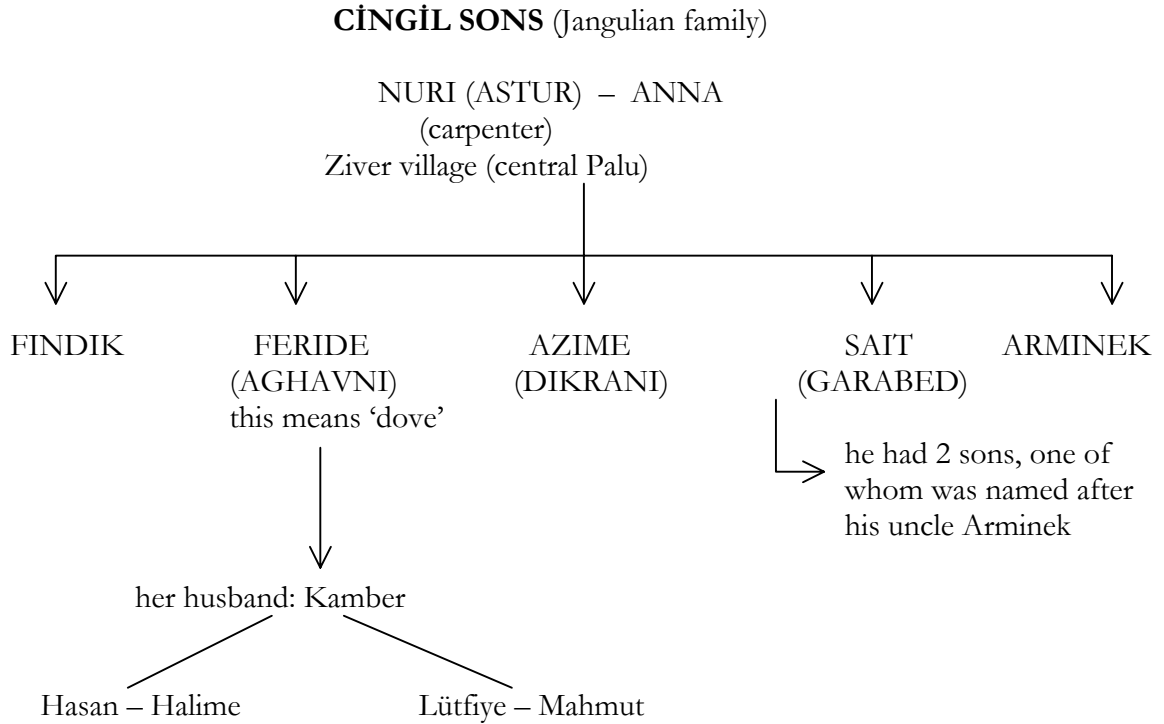 CİNGİL SONS (Jangulian family)
NURI (ASTUR) – ANNA
(carpenter)
Ziver village (central Palu)
FINDIK FERIDE AZIME SAIT ARMINEK
(AGHAVNI) (DIKRANI) (GARABED)
this means ‘dove’
he had 2 sons, one of
whom was named after
his uncle Arminek
her husband: Kamber
Hasan – Halime Lütfiye – Mahmut